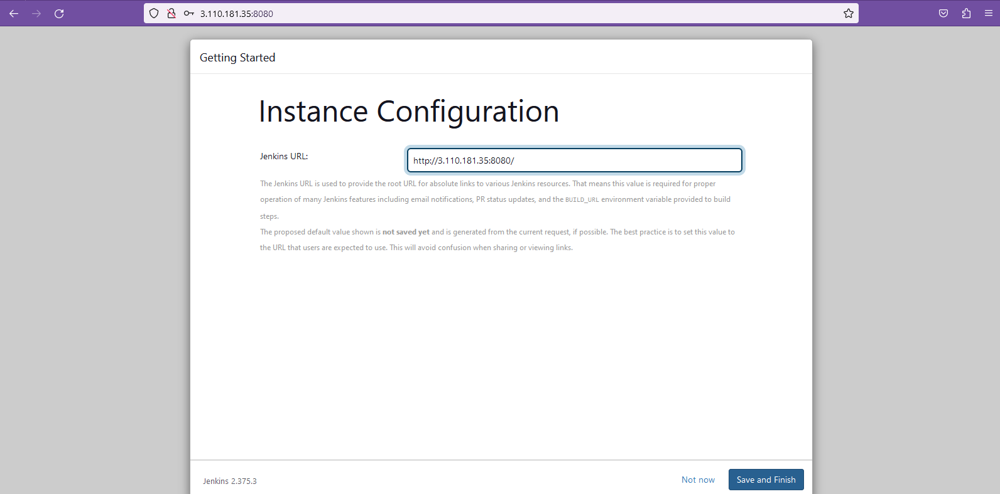 3.110.181.35:8080
Getting Started
Instance Configuration
Jenkins URL:
http://3.110.181.35:8080/
The Jenkins URL is used to provide the root URL for absolute links to various Jenkins resources. That means this value is required for proper
operation of many Jenkins features including email notifications, PR status updates, and the BUILD_URL environment variable provided to build
steps.
The proposed default value shown is not saved yet and is generated from the current request, if possible. The best practice is to set this value to
the URL that users are expected to use. This will avoid confusion when sharing or viewing links.
Jenkins 2.375.3
Not now
Save and Finish